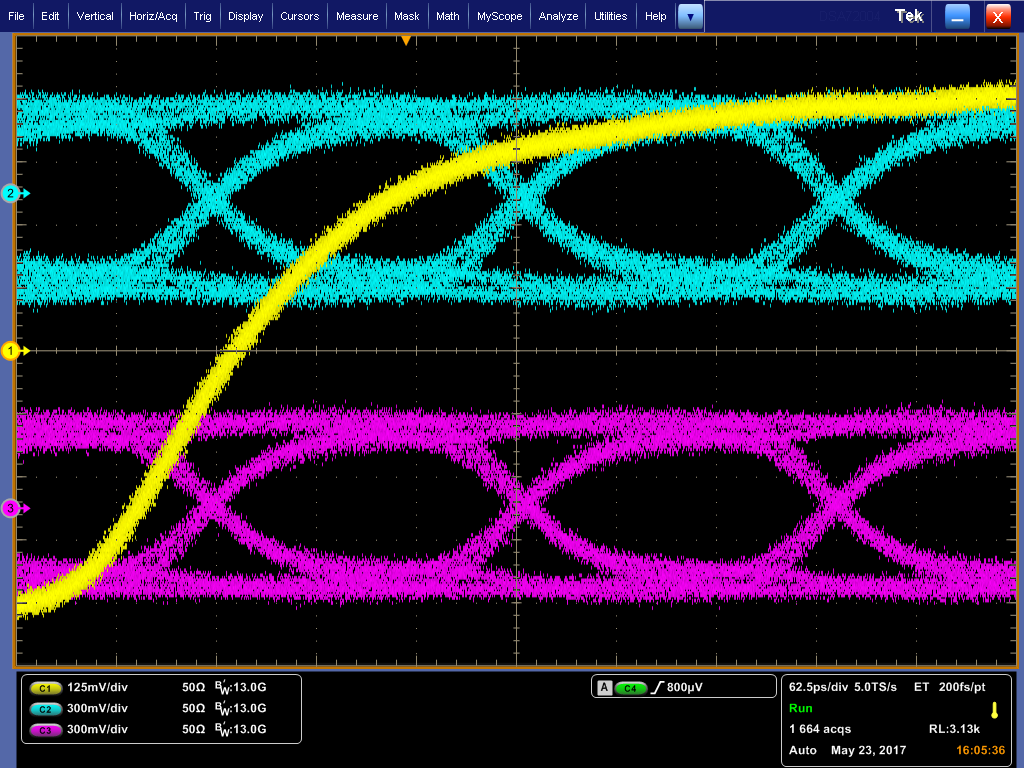 File Edit Vertical Horiz/Acq Trig Display Cursors Measure Mask Math MyScope Analyze Utilities Help Tek X
2
1
3
C1 125mV/div 50Ω BW:13.0G
C2 300mV/div 50Ω BW:13.0G
C3 300mV/div 50Ω BW:13.0G
A C4 800µV
62.5ps/div 5.0TS/s ET 200fs/pt
Run
1 664 acqs RL:3.13k
Auto May 23, 2017 16:05:36